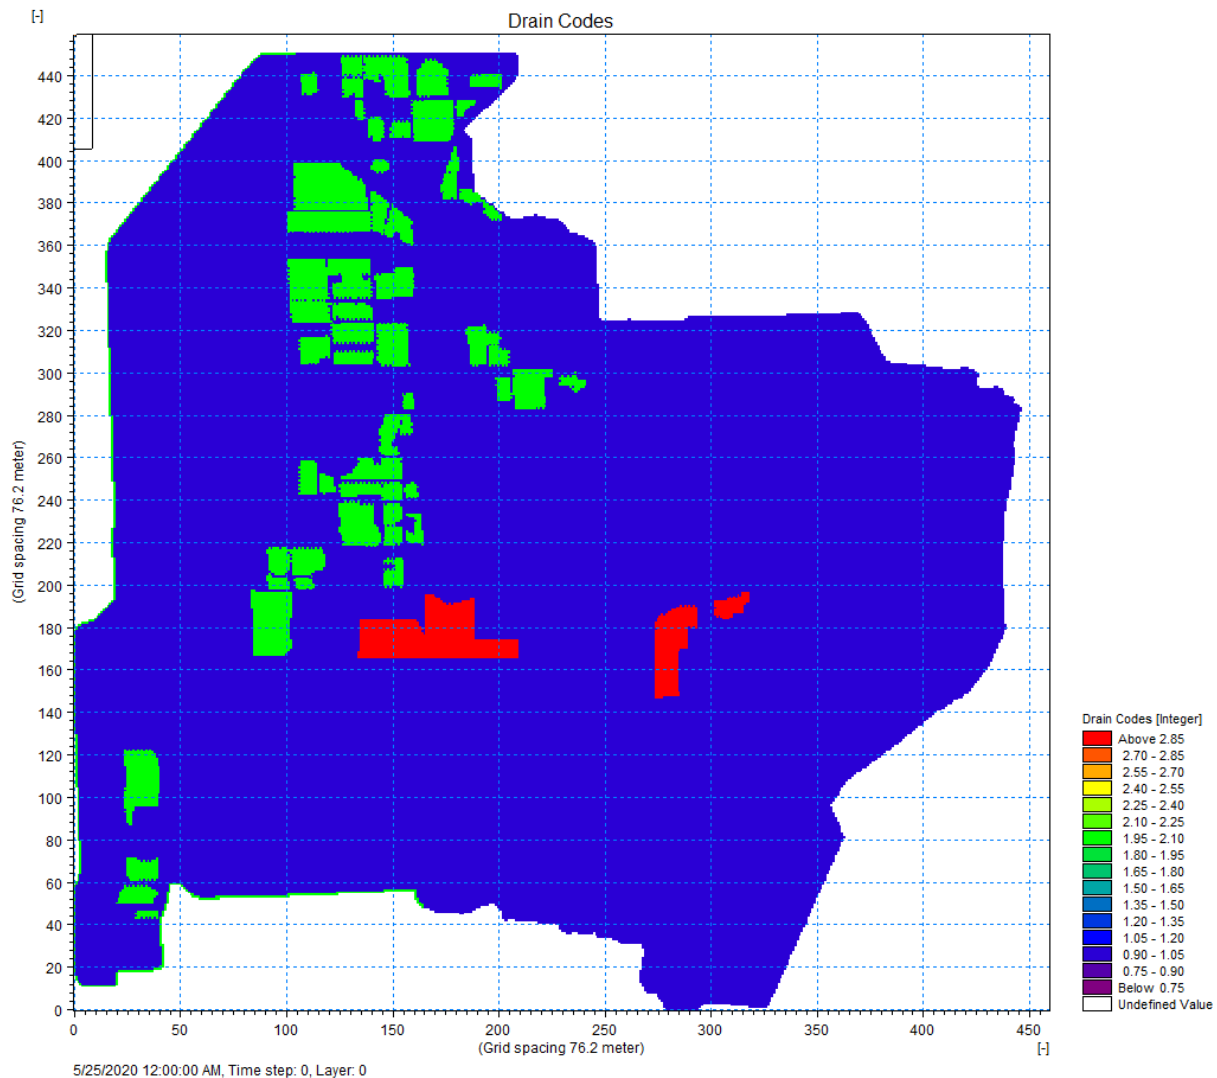 [-]
Drain Codes
440
420
400
380
360
340
320
300
280
260
240
220
200
180
160
140
120
100
80
60
40
20
0
(Grid spacing 76.2 meter)
0 50 100 150 200 250 300 350 400 450
(Grid spacing 76.2 meter) [-]
5/25/2020 12:00:00 AM, Time step: 0, Layer: 0
Drain Codes [Integer]
Above 2.85
2.70 - 2.85
2.55 - 2.70
2.40 - 2.55
2.25 - 2.40
2.10 - 2.25
1.95 - 2.10
1.80 - 1.95
1.65 - 1.80
1.50 - 1.65
1.35 - 1.50
1.20 - 1.35
1.05 - 1.20
0.90 - 1.05
0.75 - 0.90
Below 0.75
Undefined Value